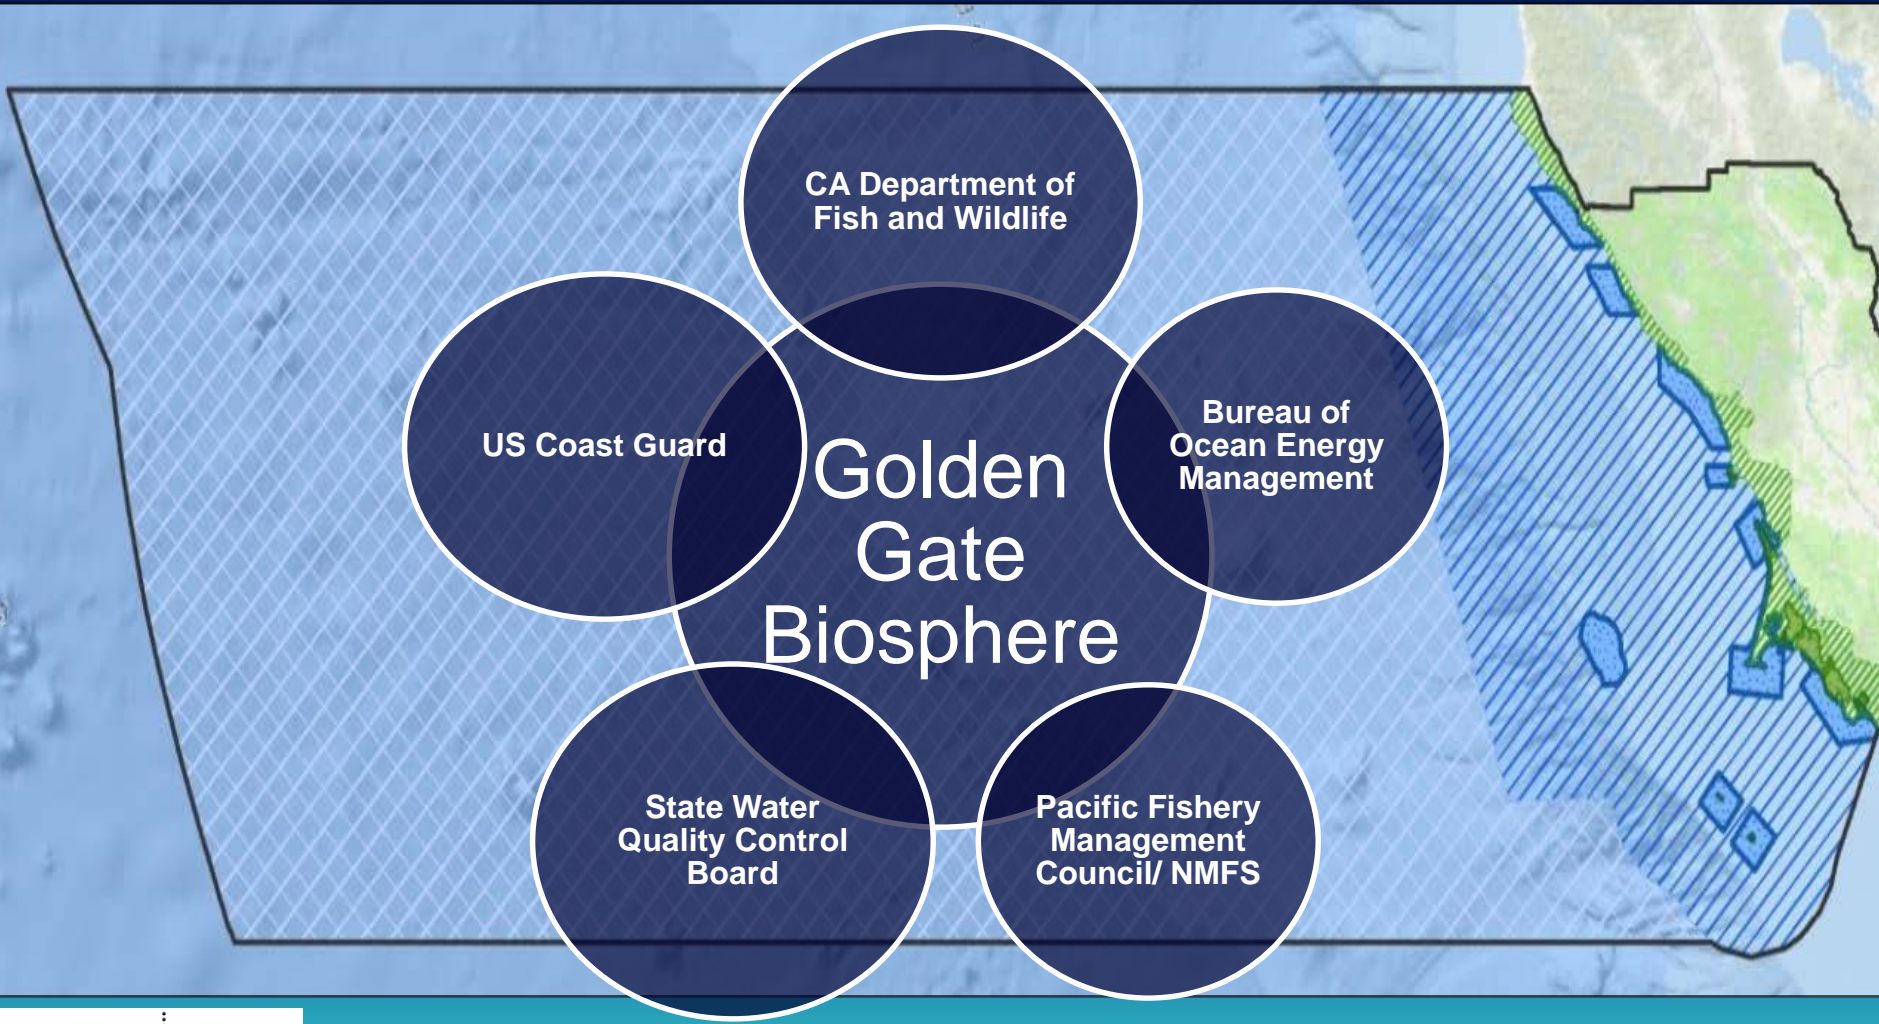 CA Department of
Fish and Wildlife
US Coast Guard
Bureau of
Ocean Energy
Management
Golden
Gate
Biosphere
State Water
Quality Control
Board
Pacific Fishery
Management
Council/ NMFS